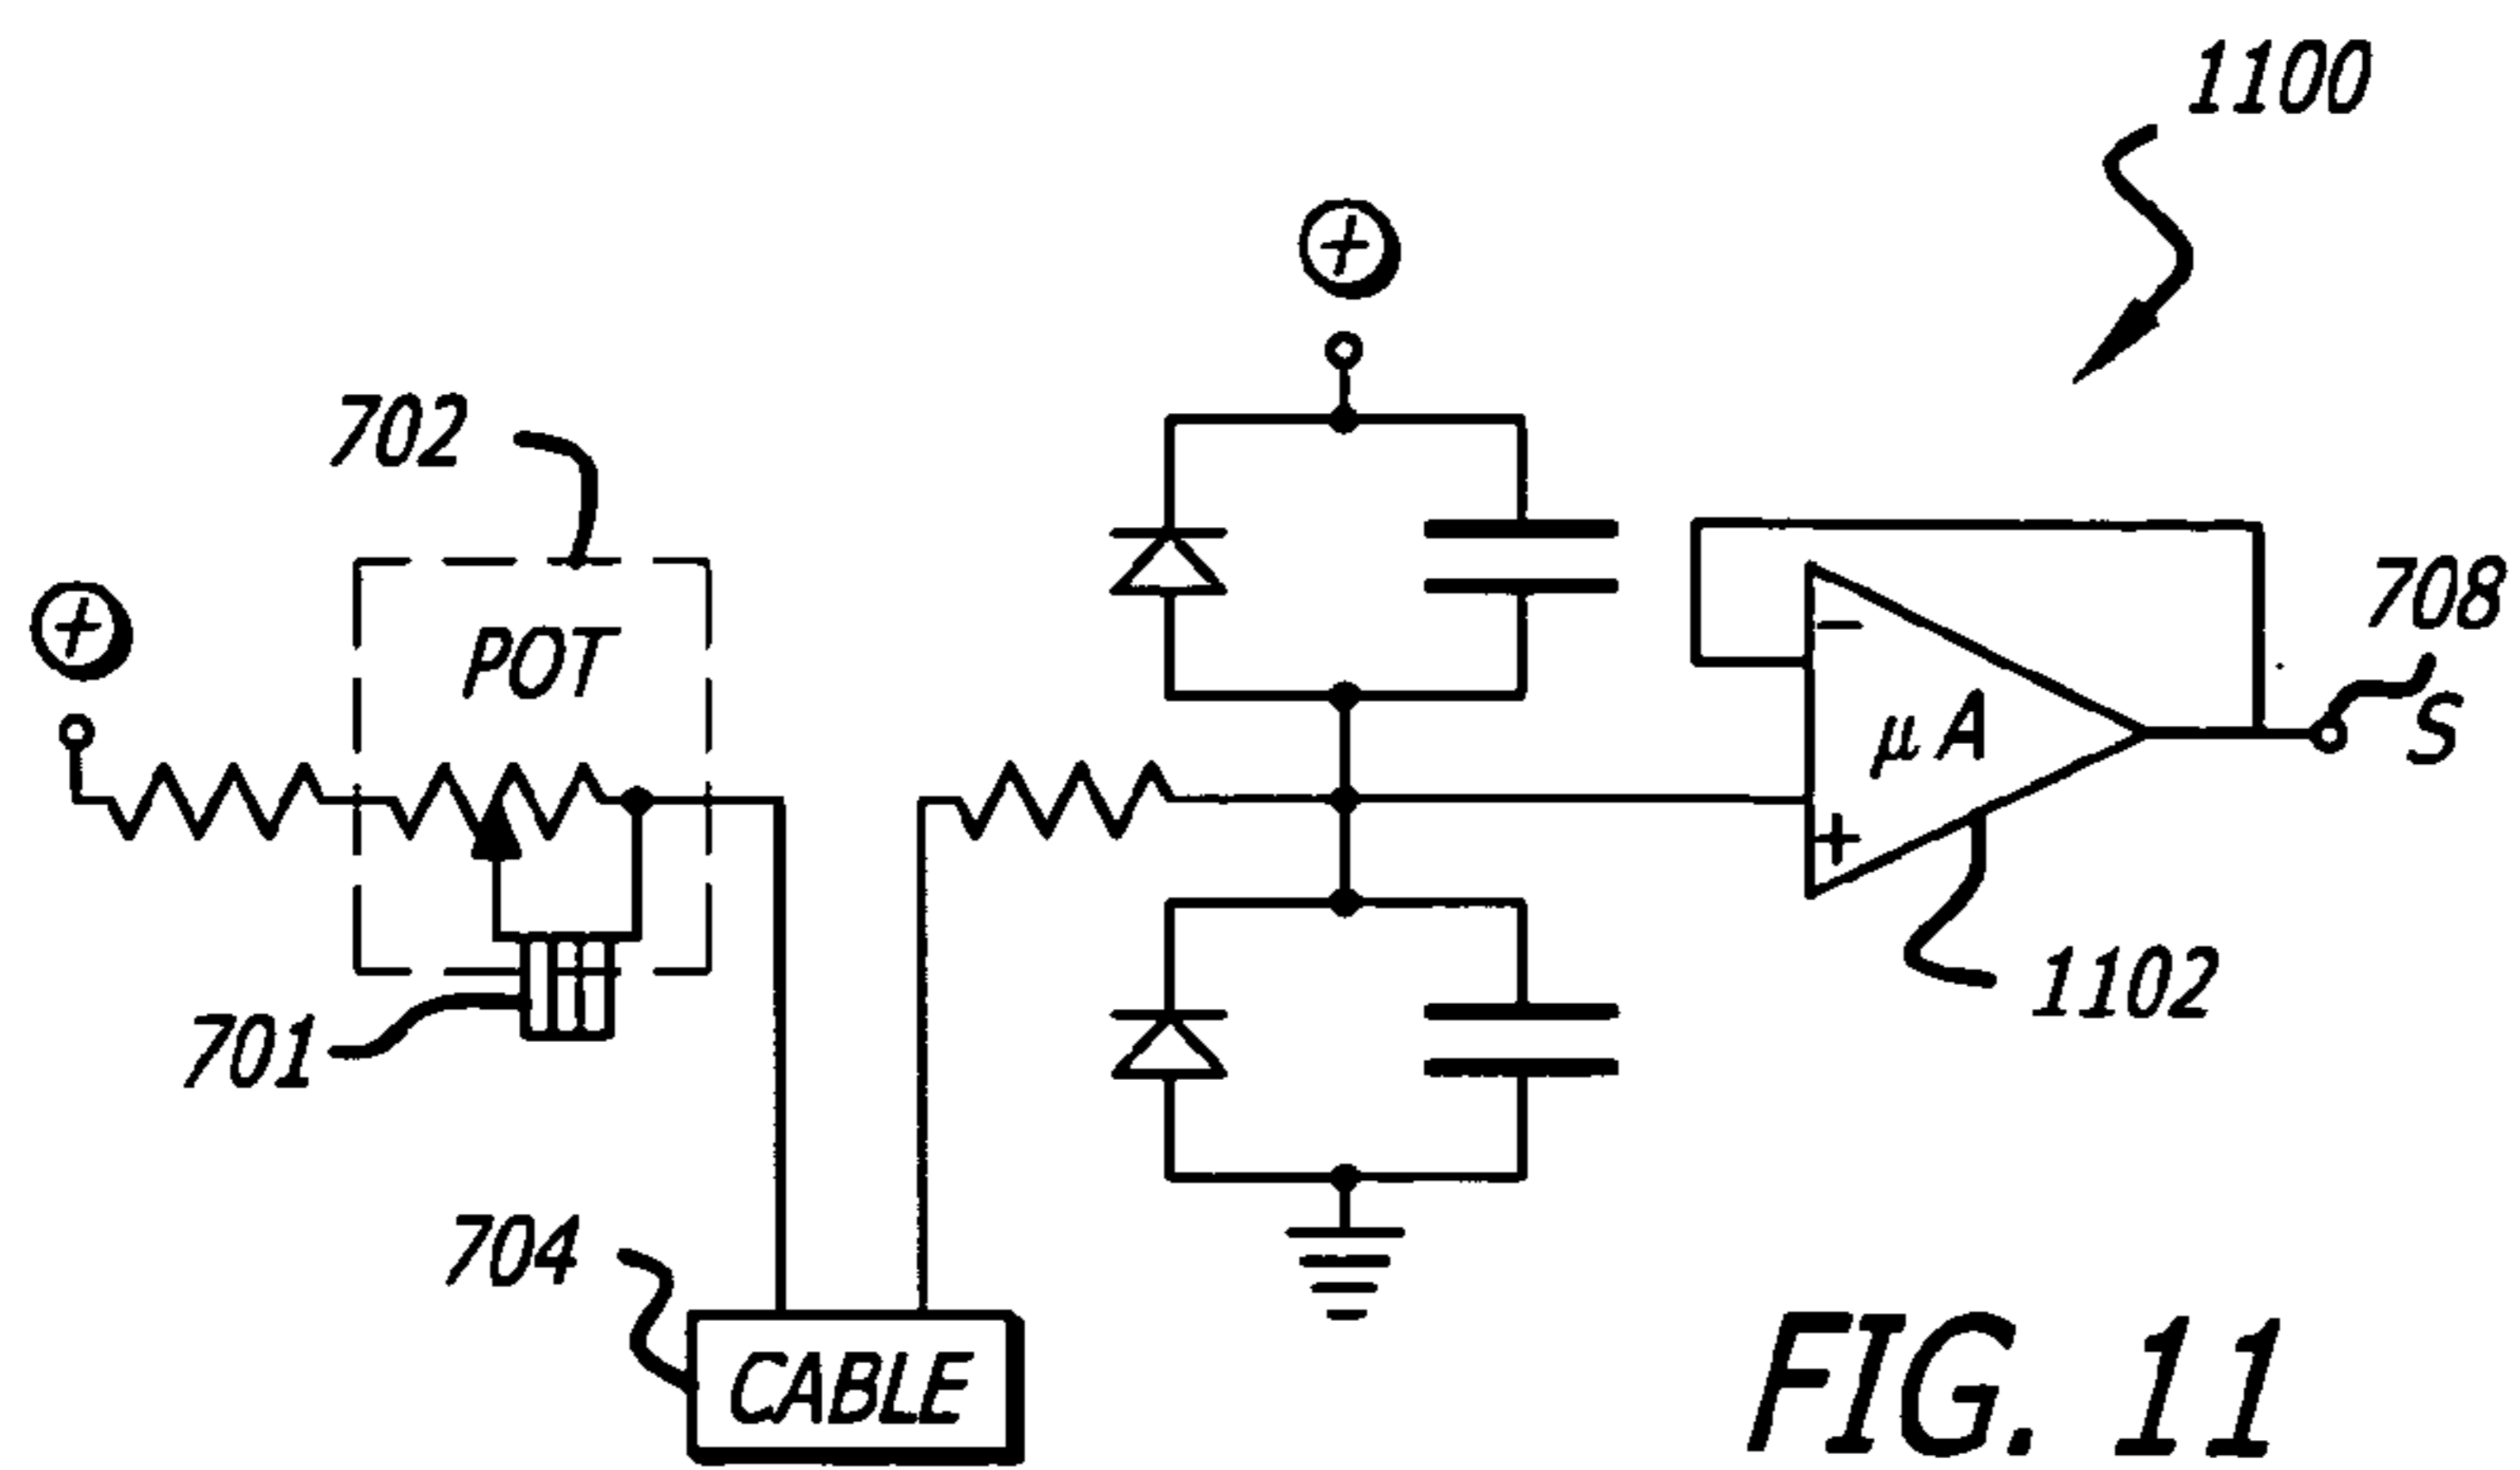 1100
+
702
+
POT
708
−
μA
S
+
701
1102
704
CABLE
FIG. 11